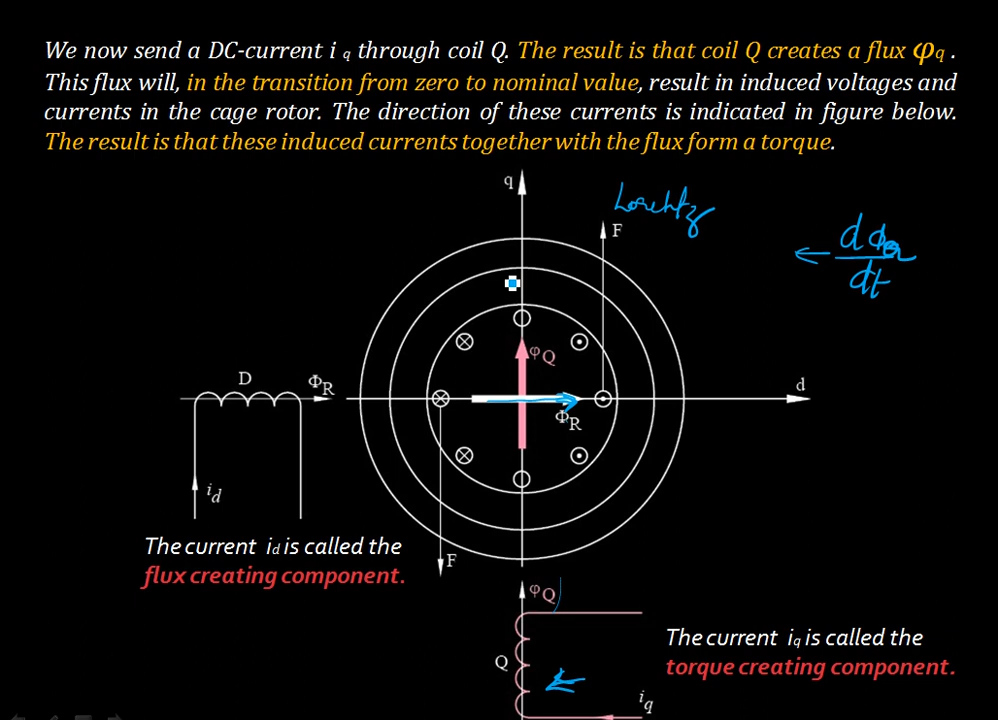 We now send a DC-current i q through coil Q. The result is that coil Q creates a flux φq .
This flux will, in the transition from zero to nominal value, result in induced voltages and
currents in the cage rotor. The direction of these currents is indicated in figure below.
The result is that these induced currents together with the flux form a torque.
q
Lorentz
F
dϕQ
dt
φQ
D
ΦR
d
ΦR
id
The current id is called the
flux creating component.
F
φQ
The current iq is called the
torque creating component.
Q
iq